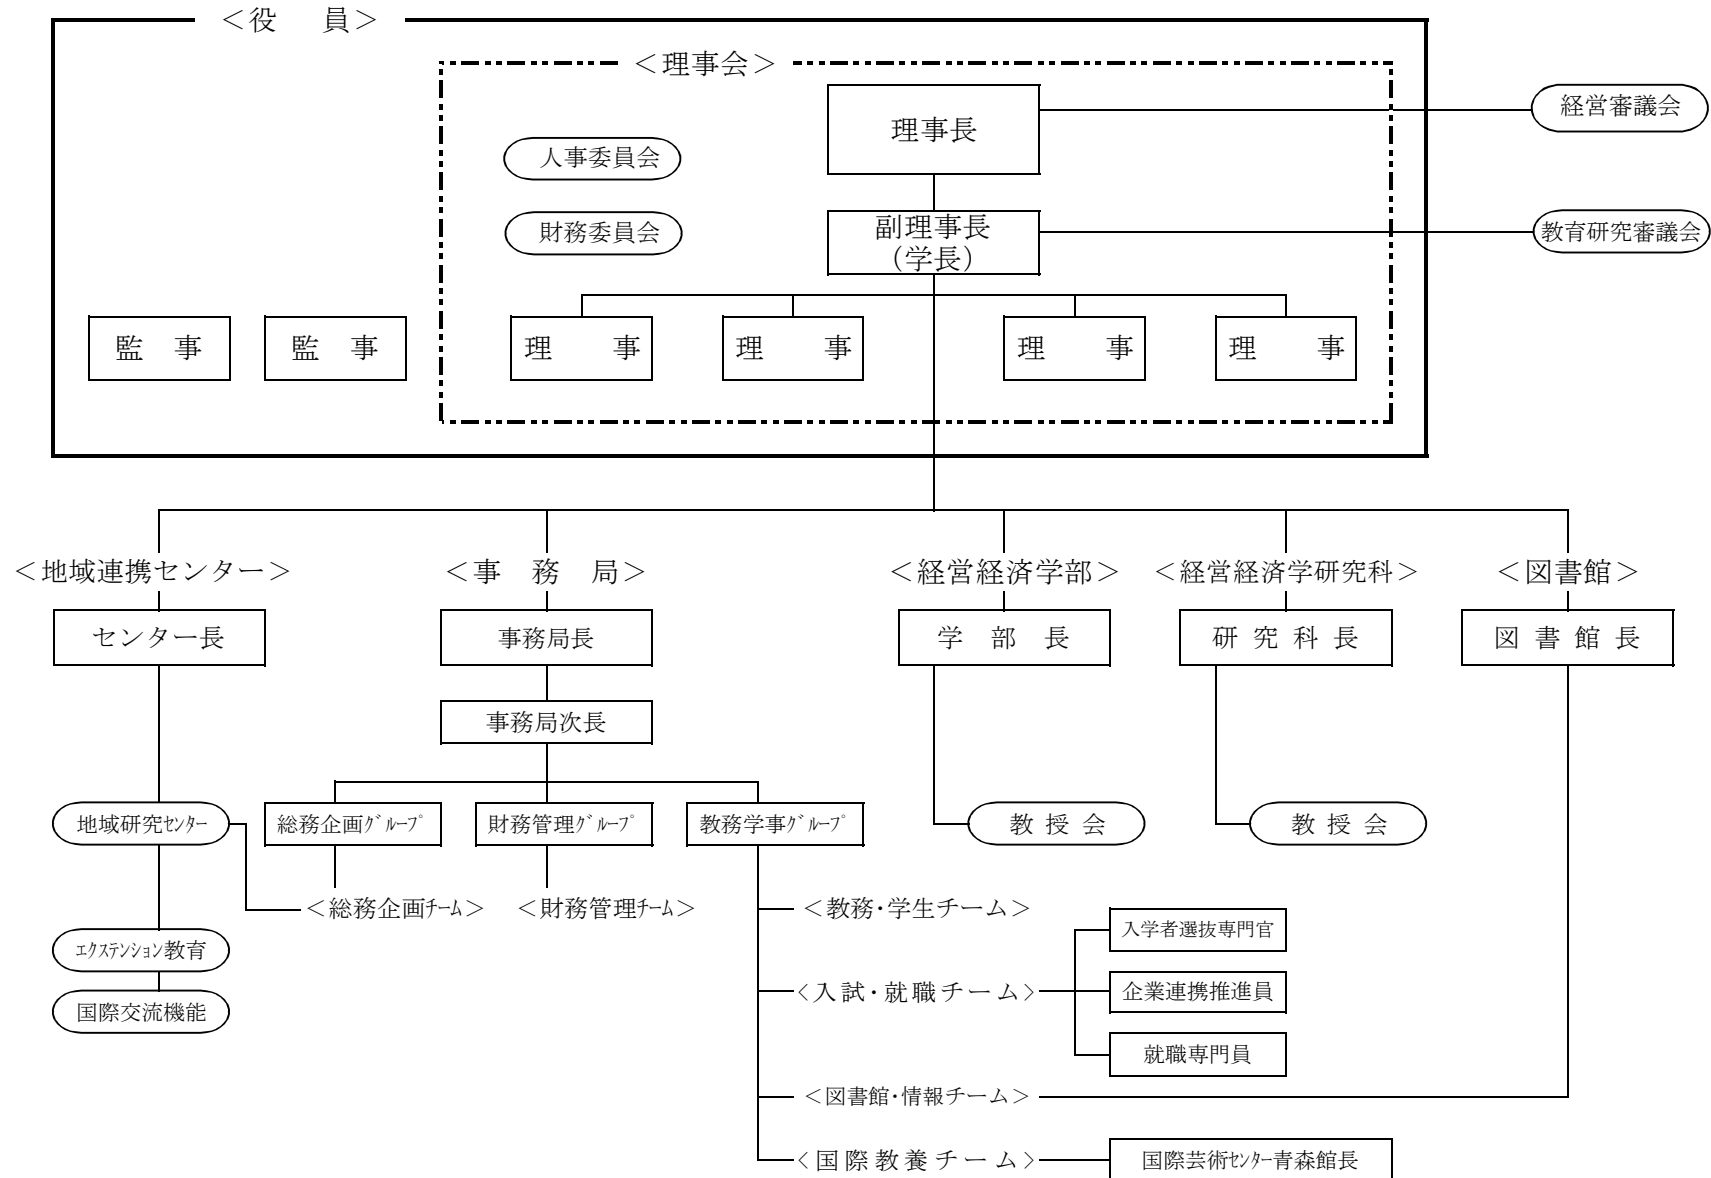 ＜役　員＞
＜理事会＞
理事長
経営審議会
人事委員会
副理事長
（学長）
財務委員会
教育研究審議会
監　事
監　事
理　事
理　事
理　事
理　事
＜地域連携センター＞
＜事　務　局＞
＜経営経済学部＞
＜経営経済学研究科＞
＜図書館＞
センター長
事務局長
学　部　長
研 究 科 長
図 書 館 長
事務局次長
地域研究ｾﾝﾀｰ
総務企画ｸﾞﾙｰﾌﾟ
財務管理ｸﾞﾙｰﾌﾟ
教務学事ｸﾞﾙｰﾌﾟ
教 授 会
教 授 会
＜総務企画ﾁｰﾑ＞
＜財務管理ﾁｰﾑ＞
＜教務・学生チーム＞
入学者選抜専門官
ｴｸｽﾃﾝｼｮﾝ教育
＜入試・就職チーム＞
企業連携推進員
国際交流機能
就職専門員
＜図書館・情報チーム＞
＜国際教養チーム＞
国際芸術ｾﾝﾀｰ青森館長